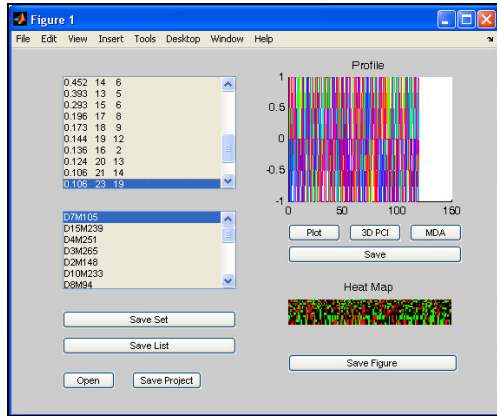 Figure 1
File Edit View Insert Tools Desktop Window Help
0.452 14 6
0.393 13 5
0.293 15 6
0.196 17 8
0.173 18 9
0.144 19 12
0.136 16 2
0.124 20 13
0.106 21 14
0.106 23 19
D7M105
D15M239
D4M251
D3M265
D2M148
D10M233
D8M94
Save Set
Save List
Open Save Project
Profile
1
0.5
0
-0.5
-1
0 50 100 150
Plot 3D PCI MDA
Save
Heat Map
Save Figure